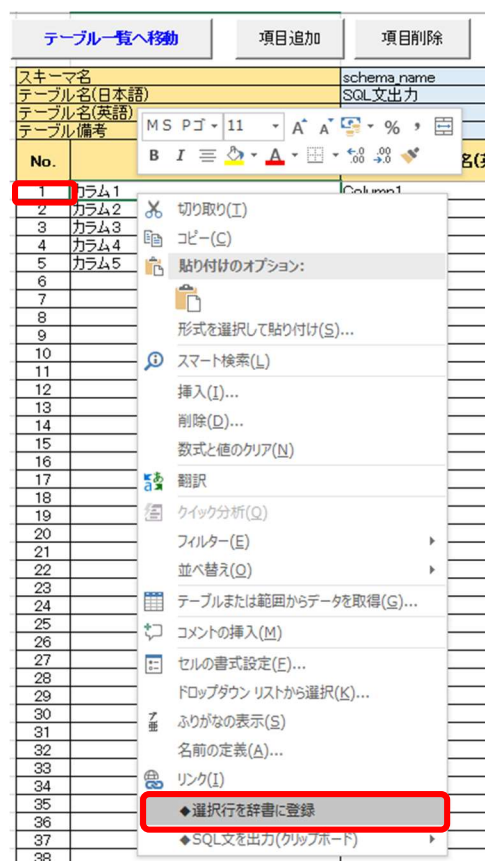 テーブル一覧へ移動 項目追加 項目削除
スキーマ名 schema_name
テーブル名(日本語) SQL文出力
テーブル名(英語)
テーブル備考
MS Pゴ 11 A A % ,
B I A .00 .00
No. 名(英
1 カラム1 Column1
2 カラム2
3 カラム3
4 カラム4
5 カラム5
6
7
8
9
10
11
12
13
14
15
16
17
18
19
20
21
22
23
24
25
26
27
28
29
30
31
32
33
34
35
36
37
38
切り取り(T)
コピー(C)
貼り付けのオプション:
形式を選択して貼り付け(S)...
スマート検索(L)
挿入(I)...
削除(D)...
数式と値のクリア(N)
翻訳
クイック分析(Q)
フィルター(E)
並べ替え(O)
テーブルまたは範囲からデータを取得(G)...
コメントの挿入(M)
セルの書式設定(F)...
ドロップダウン リストから選択(K)...
ふりがなの表示(S)
名前の定義(A)...
リンク(I)
◆選択行を辞書に登録
◆SQL文を出力(クリップボード)